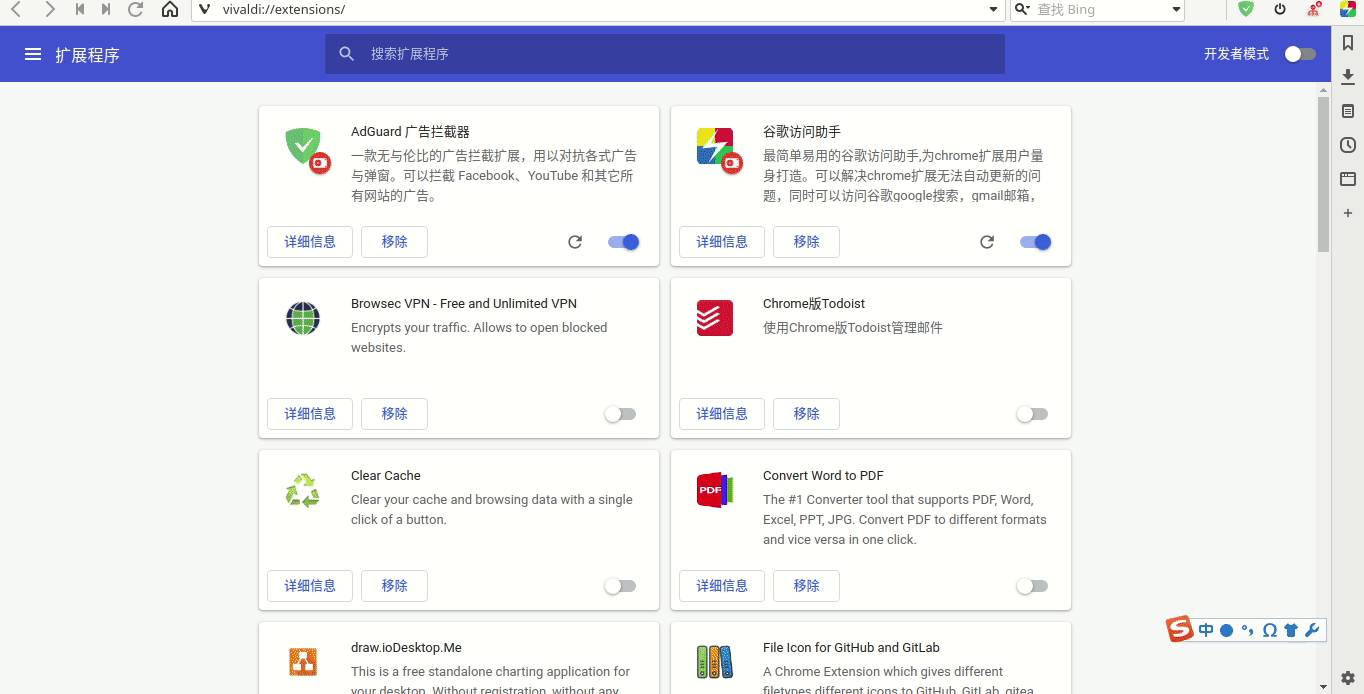 vivaldi://extensions/
查找 Bing
扩展程序
搜索扩展程序
开发者模式
AdGuard 广告拦截器
一款无与伦比的广告拦截扩展，用以对抗各式广告
与弹窗。可以拦截 Facebook、YouTube 和其它所
有网站的广告。
详细信息
移除
谷歌访问助手
最简单易用的谷歌访问助手,为chrome扩展用户量
身打造。可以解决chrome扩展无法自动更新的问
题，同时可以访问谷歌google搜索，gmail邮箱，
详细信息
移除
Browsec VPN - Free and Unlimited VPN
Encrypts your traffic. Allows to open blocked
websites.
详细信息
移除
Chrome版Todoist
使用Chrome版Todoist管理邮件
详细信息
移除
Clear Cache
Clear your cache and browsing data with a single
click of a button.
详细信息
移除
PDF
Convert Word to PDF
The #1 Converter tool that supports PDF, Word,
Excel, PPT, JPG. Convert PDF to different formats
and vice versa in one click.
详细信息
移除
draw.ioDesktop.Me
This is a free standalone charting application for
your desktop. Without registration, without any
File Icon for GitHub and GitLab
A Chrome Extension which gives different
filetypes different icons to GitHub, GitLab, gitea
S 中